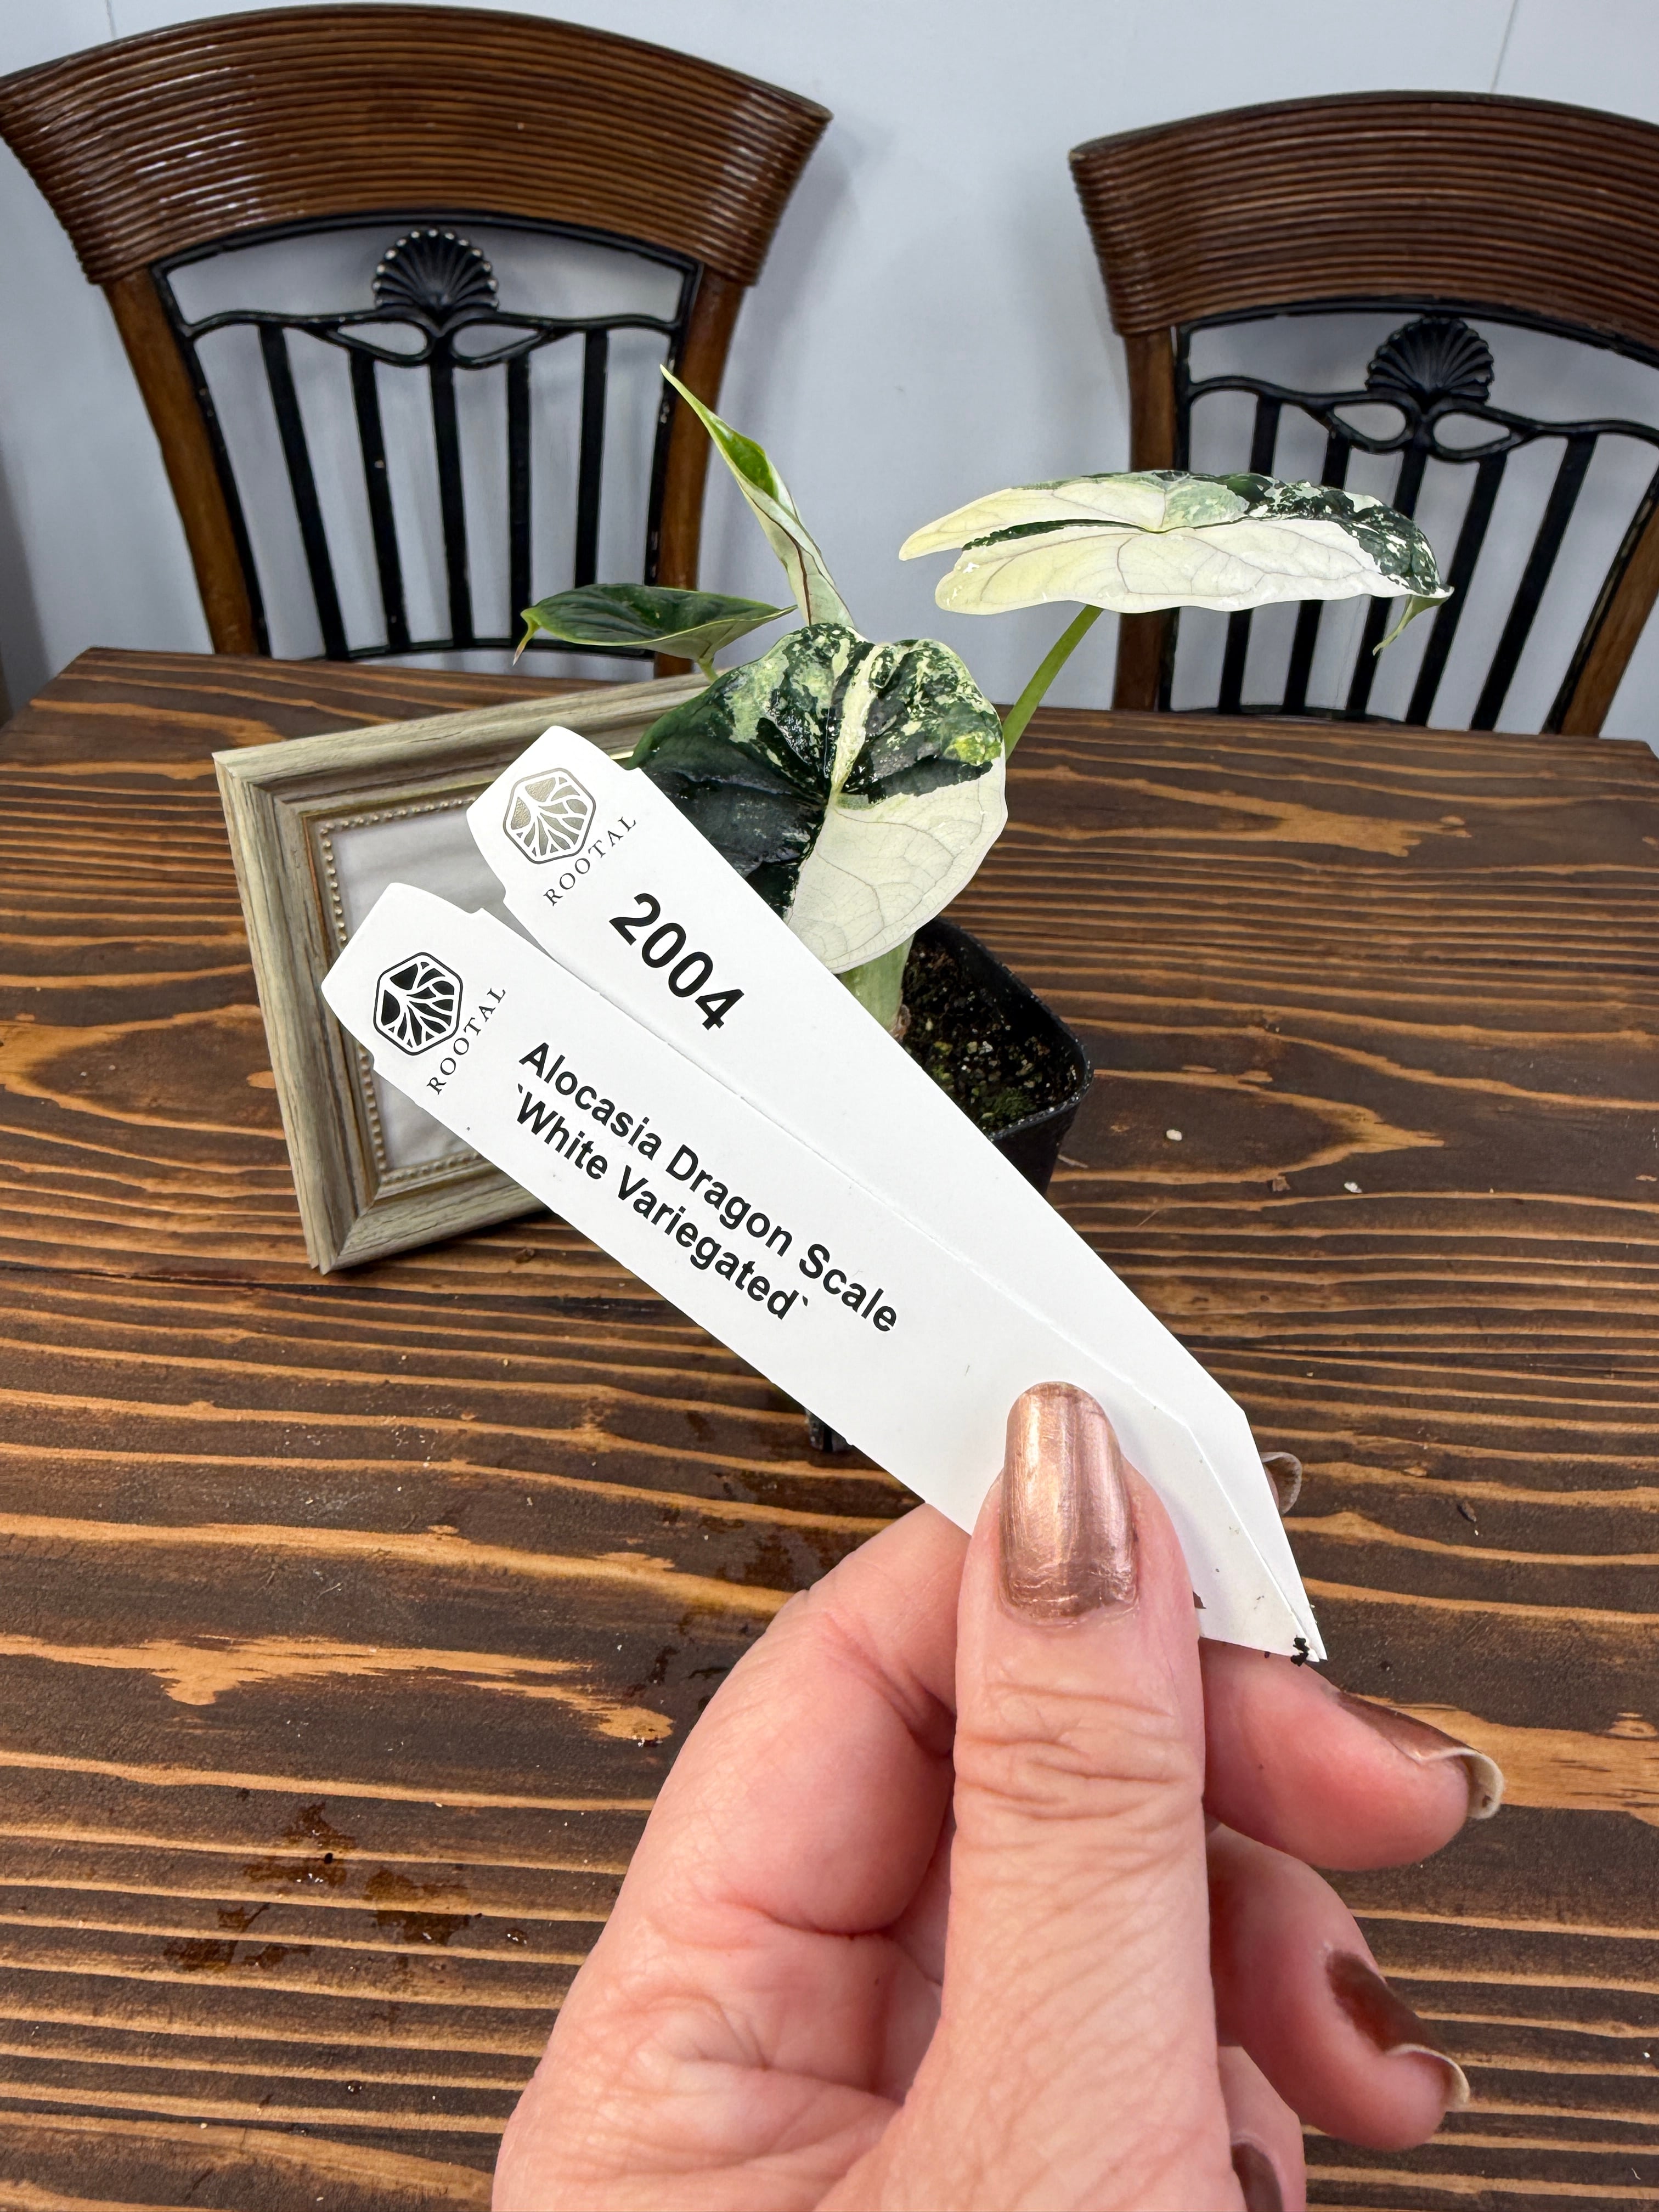 ROOTAL
2004
ROOTAL
Alocasia Dragon Scale
`White Variegated`